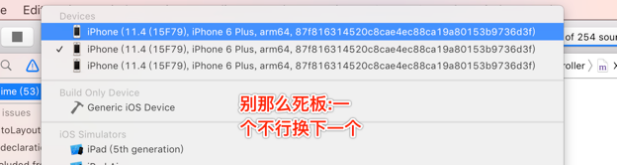 Devices
iPhone (11.4 (15F79), iPhone 6 Plus, arm64, 87f816314520c8cae4ec88ca19a80153b9736d3f)
of 254 sour
✓ iPhone (11.4 (15F79), iPhone 6 Plus, arm64, 87f816314520c8cae4ec88ca19a80153b9736d3f)
iPhone (11.4 (15F79), iPhone 6 Plus, arm64, 87f816314520c8cae4ec88ca19a80153b9736d3f)
roller
m
ime (53)
Build Only Device
Generic iOS Device
issues
toLayout
declaratio
iOS Simulators
iPad (5th generation)
别那么死板:一
个不行换下一个